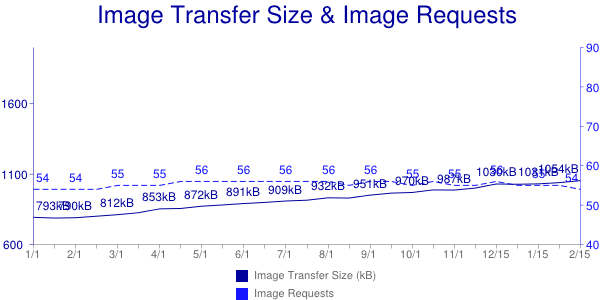 Image Transfer Size & Image Requests
90
80
1600
70
56 56 56 56 56 56 60
55 55 55 55 55
54 54 54
1100 1030kB 1031kB 1054kB
932kB 951kB 970kB 987kB
853kB 872kB 891kB 909kB 50
793kB 790kB 812kB
600 40
1/1 2/1 3/1 4/1 5/1 6/1 7/1 8/1 9/1 10/1 11/1 12/15 1/15 2/15
Image Transfer Size (kB)
Image Requests